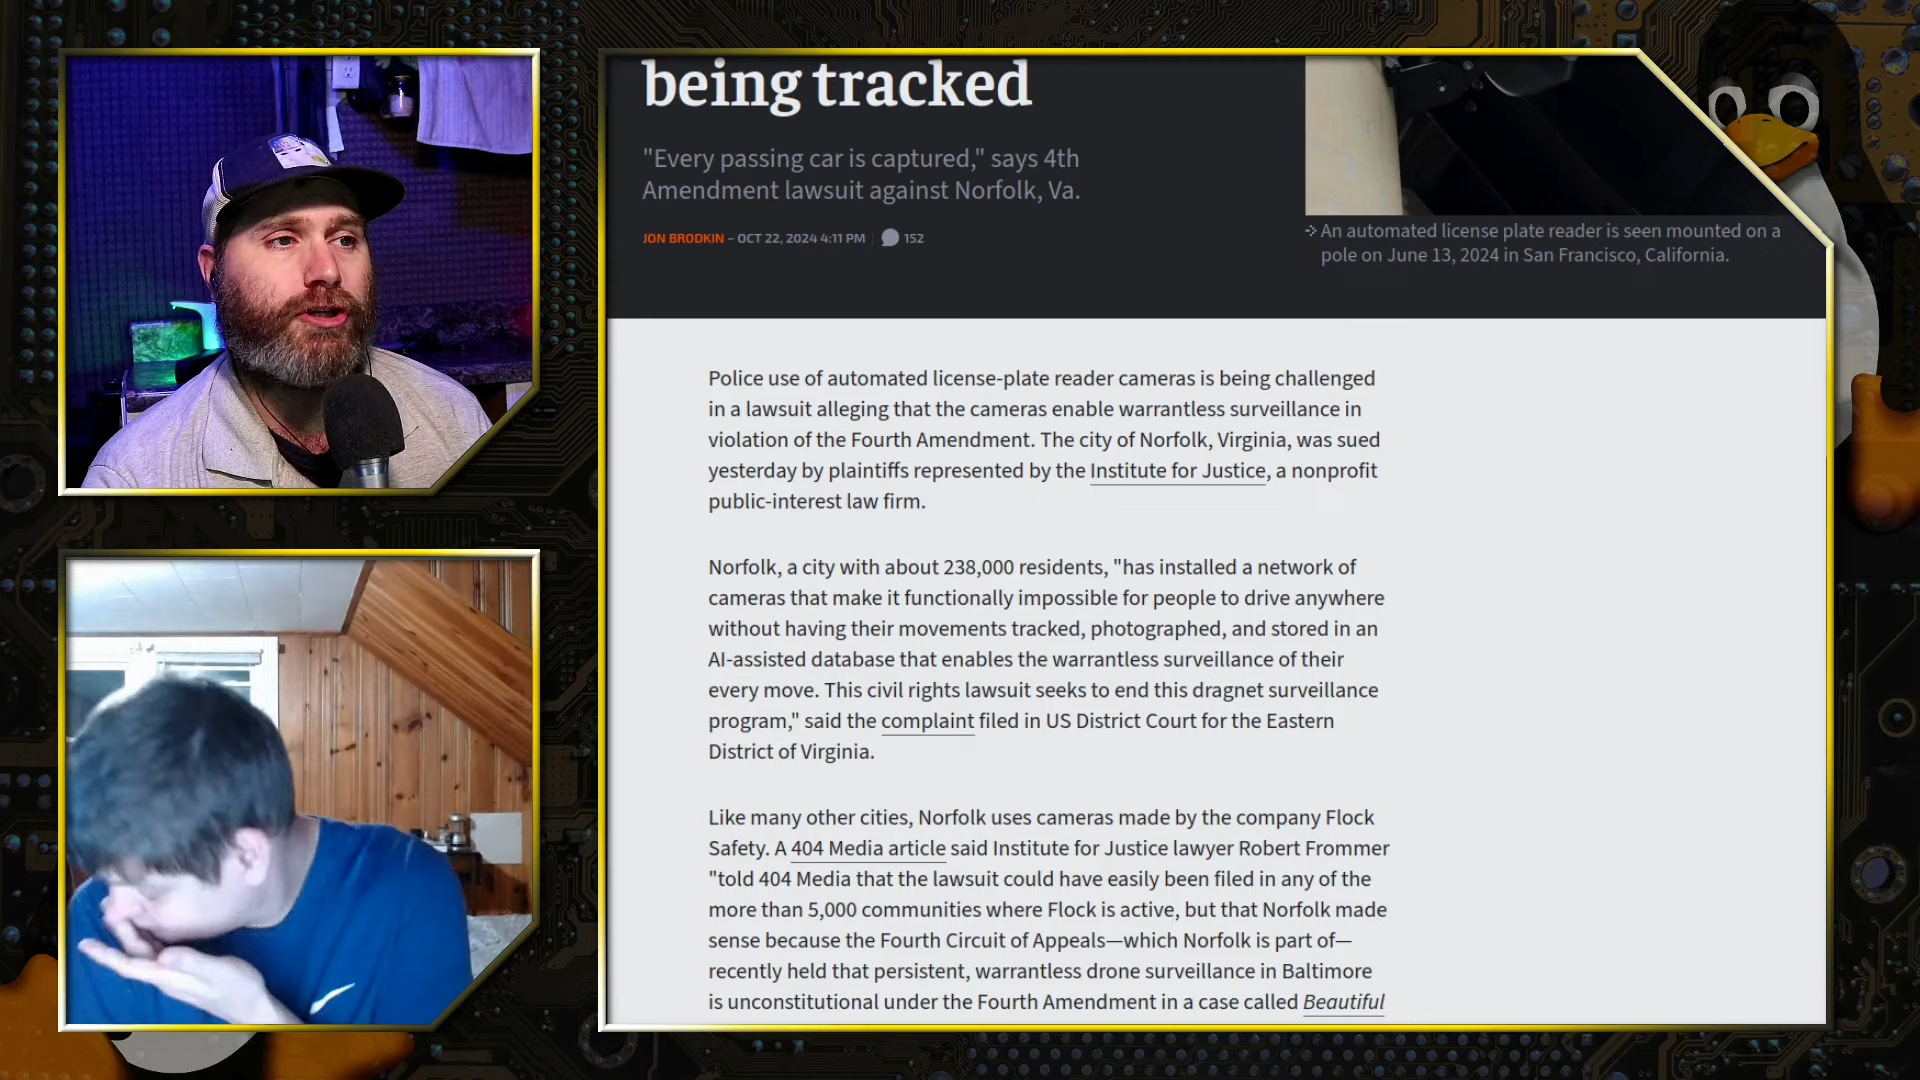 being tracked
"Every passing car is captured," says 4th
Amendment lawsuit against Norfolk, Va.
JON BRODKIN – OCT 22, 2024 4:11 PM 152
An automated license plate reader is seen mounted on a
pole on June 13, 2024 in San Francisco, California.
Police use of automated license-plate reader cameras is being challenged
in a lawsuit alleging that the cameras enable warrantless surveillance in
violation of the Fourth Amendment. The city of Norfolk, Virginia, was sued
yesterday by plaintiffs represented by the Institute for Justice, a nonprofit
public-interest law firm.
Norfolk, a city with about 238,000 residents, "has installed a network of
cameras that make it functionally impossible for people to drive anywhere
without having their movements tracked, photographed, and stored in an
AI-assisted database that enables the warrantless surveillance of their
every move. This civil rights lawsuit seeks to end this dragnet surveillance
program," said the complaint filed in US District Court for the Eastern
District of Virginia.
Like many other cities, Norfolk uses cameras made by the company Flock
Safety. A 404 Media article said Institute for Justice lawyer Robert Frommer
"told 404 Media that the lawsuit could have easily been filed in any of the
more than 5,000 communities where Flock is active, but that Norfolk made
sense because the Fourth Circuit of Appeals—which Norfolk is part of—
recently held that persistent, warrantless drone surveillance in Baltimore
is unconstitutional under the Fourth Amendment in a case called Beautiful